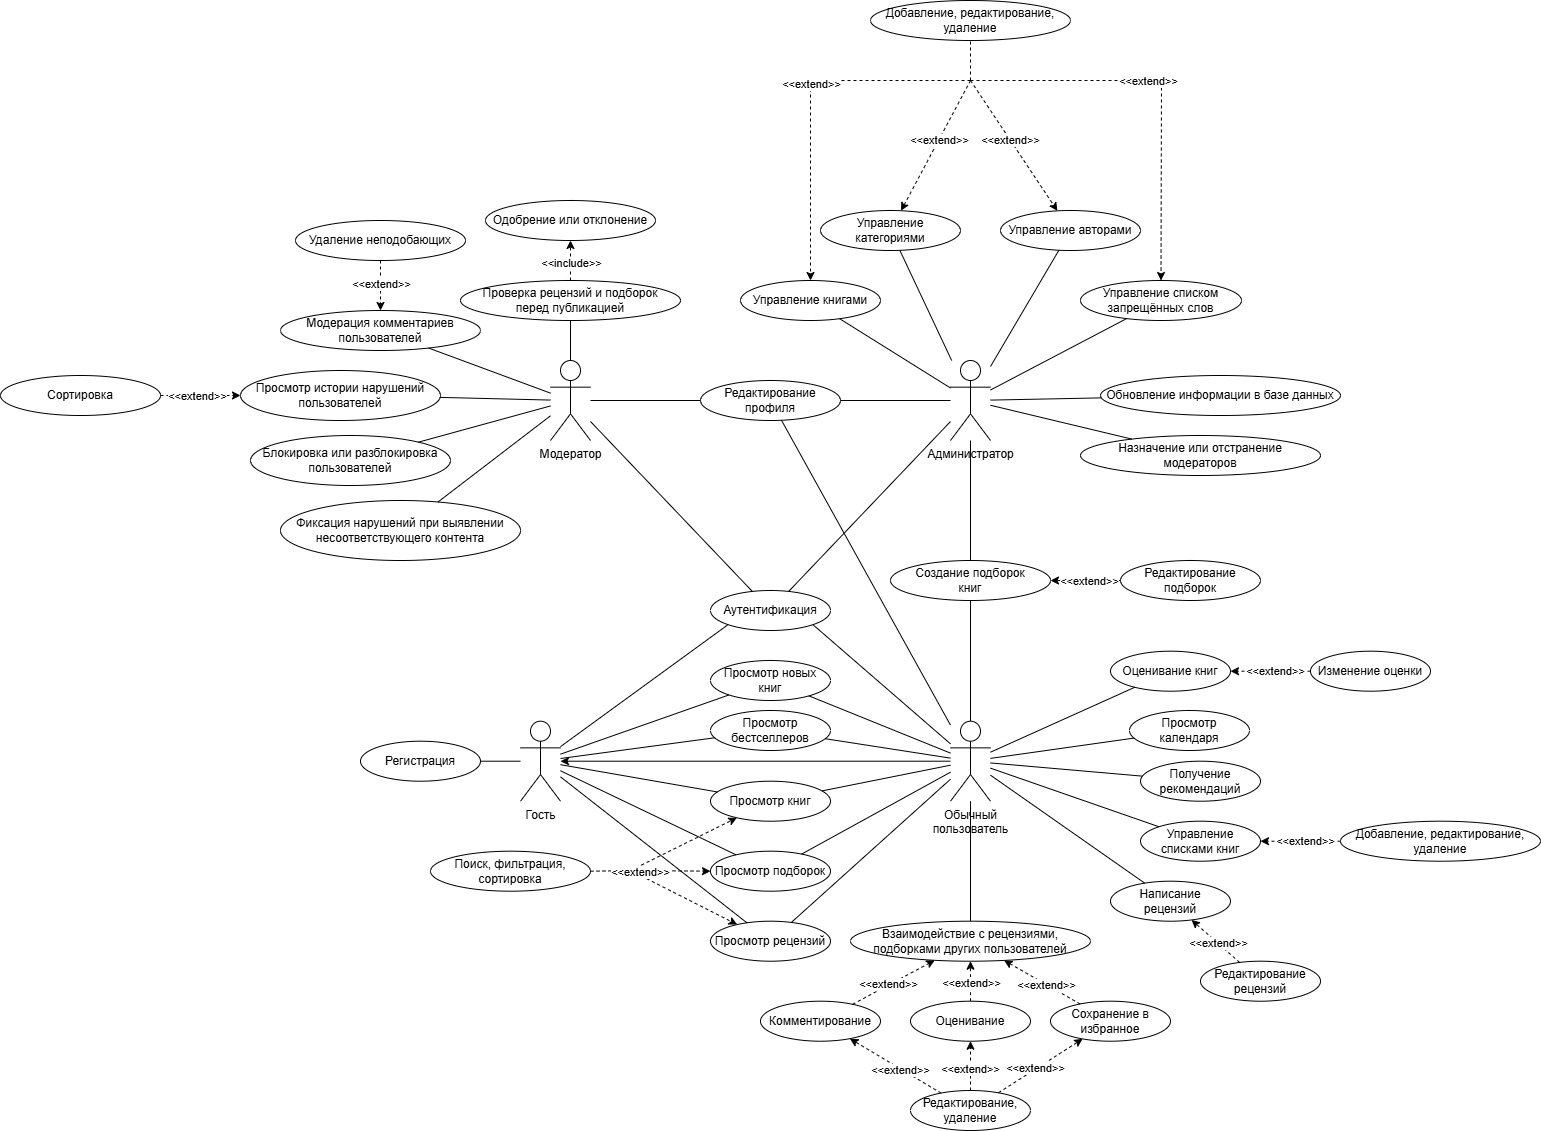 Добавление, редактирование,
удаление
<<extend>>
<<extend>>
<<extend>>
<<extend>>
Управление
категориями
Управление авторами
Управление книгами
Управление списком
запрещённых слов
Одобрение или отклонение
<<include>>
Проверка рецензий и подборок
перед публикацией
Удаление неподобающих
<<extend>>
Модерация комментариев
пользователей
Сортировка
<<extend>>
Просмотр истории нарушений
пользователей
Блокировка или разблокировка
пользователей
Фиксация нарушений при выявлении
несоответствующего контента
Модератор
Редактирование
профиля
Администратор
Обновление информации в базе данных
Назначение или отстранение
модераторов
Создание подборок
книг
<<extend>>
Редактирование
подборок
Аутентификация
Просмотр новых
книг
Просмотр
бестселлеров
Регистрация
Гость
Просмотр книг
Поиск, фильтрация,
сортировка
<<extend>>
Просмотр подборок
Просмотр рецензий
Обычный
пользователь
Оценивание книг
<<extend>>
Изменение оценки
Просмотр
календаря
Получение
рекомендаций
Управление
списками книг
<<extend>>
Добавление, редактирование,
удаление
Написание
рецензий
<<extend>>
Редактирование
рецензий
Взаимодействие с рецензиями,
подборками других пользователей
<<extend>>
<<extend>>
<<extend>>
Комментирование
Оценивание
Сохранение в
избранное
<<extend>>
<<extend>>
<<extend>>
Редактирование,
удаление